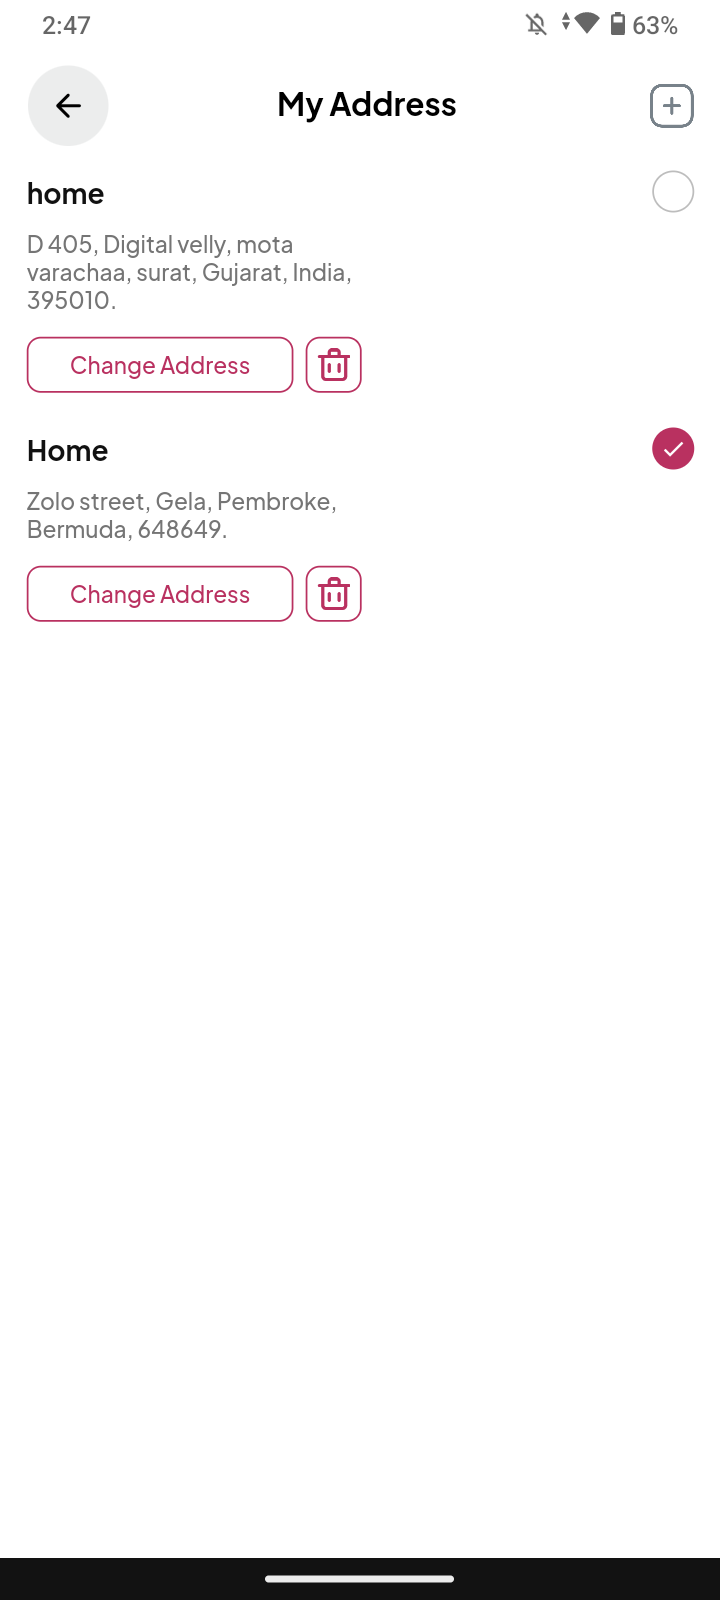 2:47
63%
My Address
home
D 405, Digital velly, mota
varachaa, surat, Gujarat, India,
395010.
Change Address
Home
Zolo street, Gela, Pembroke,
Bermuda, 648649.
Change Address